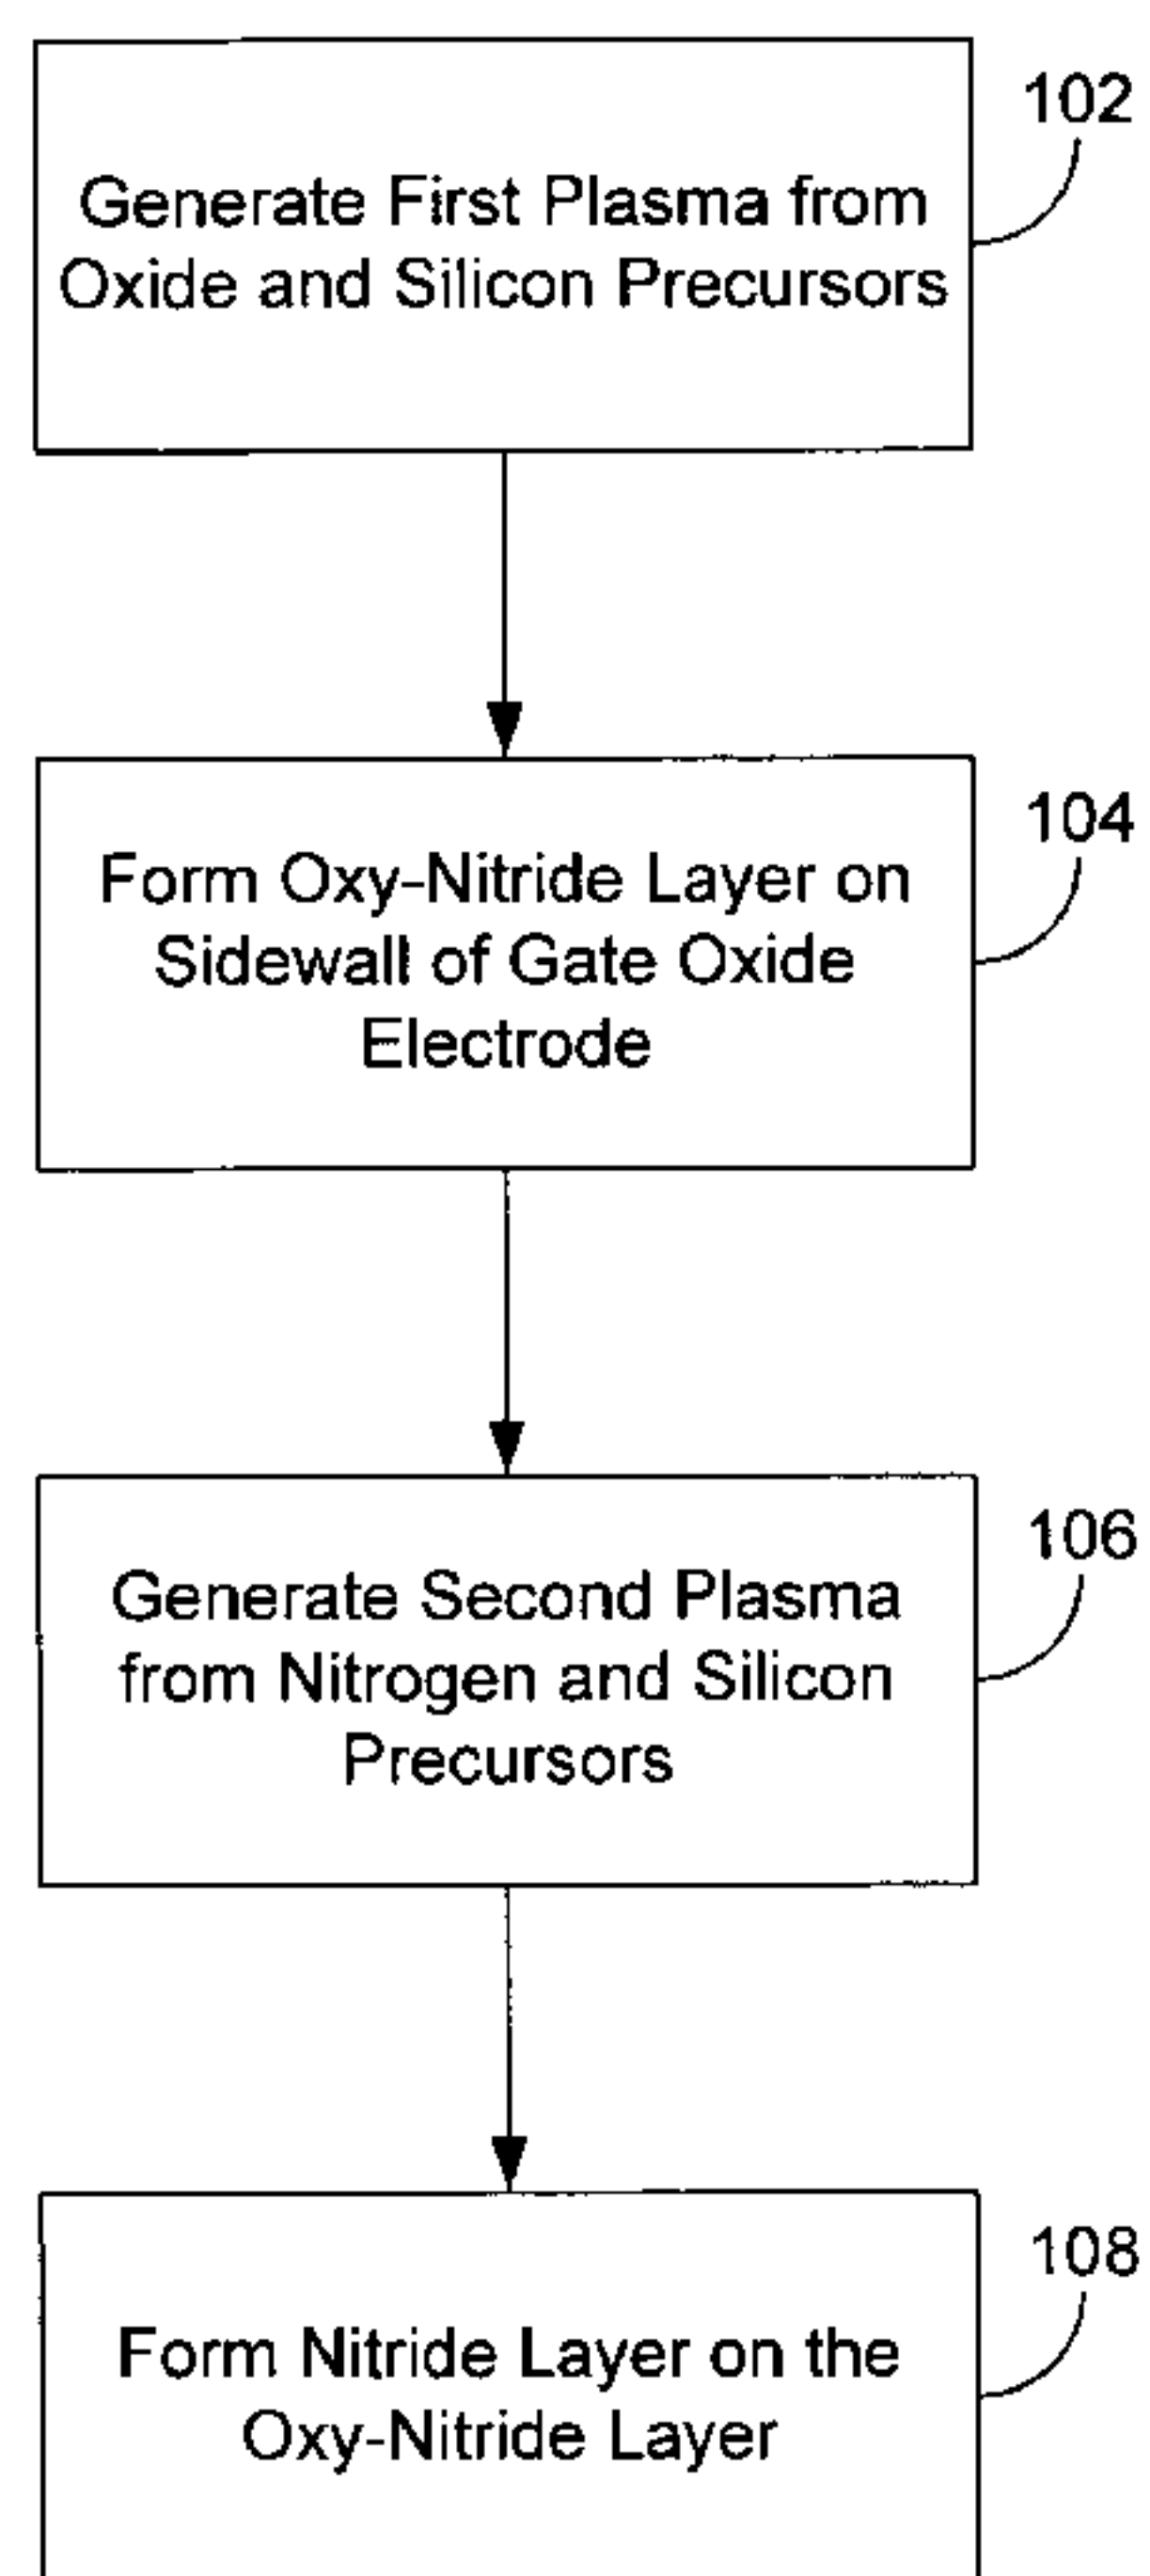 102
Generate First Plasma from
Oxide and Silicon Precursors
104
Form Oxy-Nitride Layer on
Sidewall of Gate Oxide
Electrode
106
Generate Second Plasma
from Nitrogen and Silicon
Precursors
108
Form Nitride Layer on the
Oxy-Nitride Layer